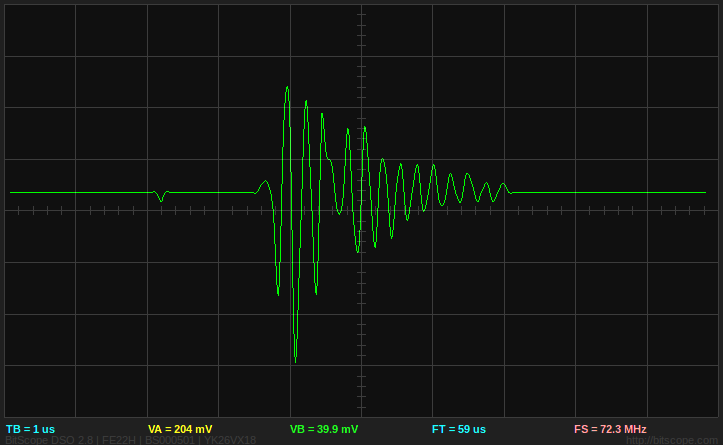 TB = 1 us VA = 204 mV VB = 39.9 mV FT = 59 us FS = 72.3 MHz
BitScope DSO 2.8 | FE22H | BS000501 | YK26VX18 http://bitscope.com